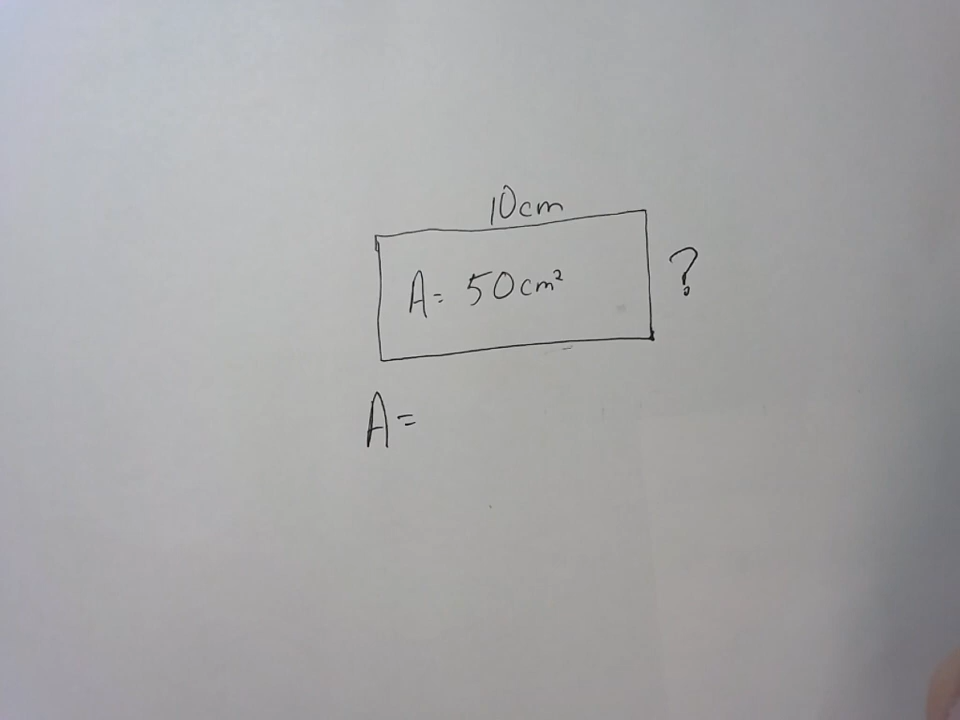 10cm
A= 50cm²
?
A=